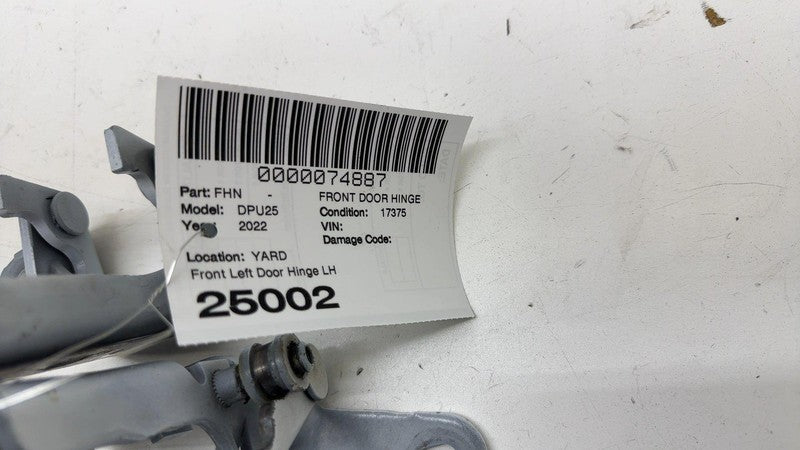 0000074887
Part: FHN - FRONT DOOR HINGE
Model: DPU25 Condition: 17375
Year: 2022 VIN:
Damage Code:
Location: YARD
Front Left Door Hinge LH
25002